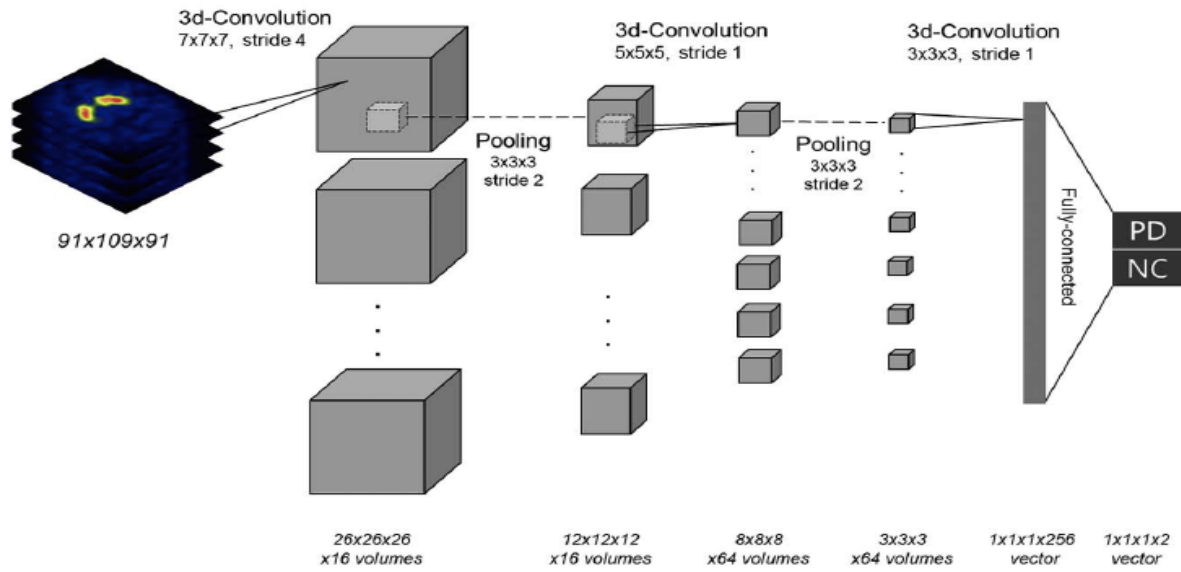 3d-Convolution
7x7x7, stride 4
3d-Convolution
5x5x5, stride 1
3d-Convolution
3x3x3, stride 1
Pooling
3x3x3
stride 2
Pooling
3x3x3
stride 2
91x109x91
Fully-connected
PD
NC
26x26x26
x16 volumes
12x12x12
x16 volumes
8x8x8
x64 volumes
3x3x3
x64 volumes
1x1x1x256
vector
1x1x1x2
vector